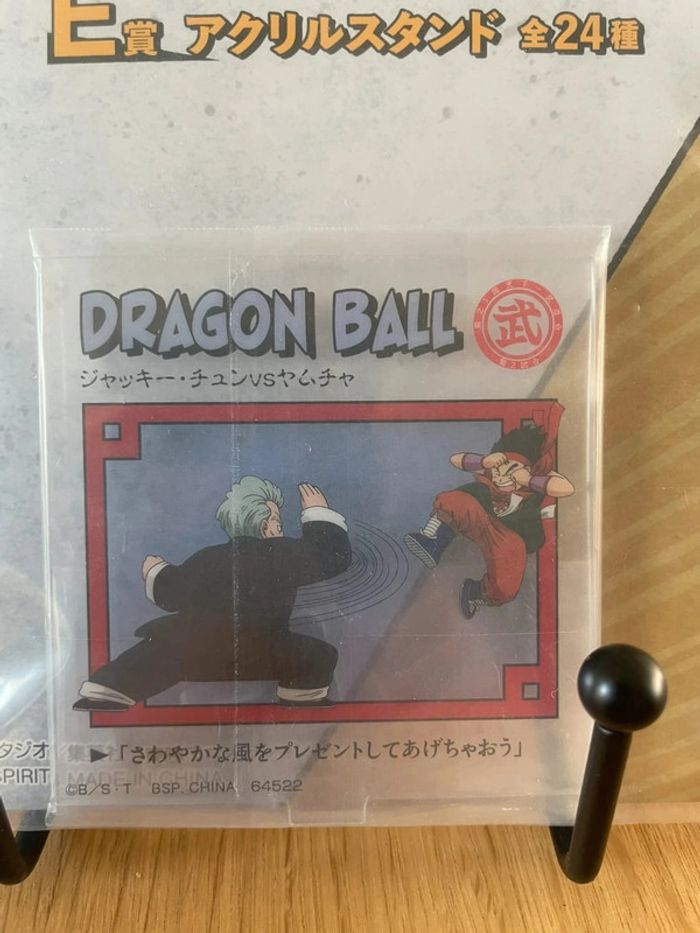 E賞 アクリルスタンド 全24種
DRAGON BALL
武
ジャッキー・チュンVSヤムチャ
▶「さわやかな風をプレゼントしてあげちゃおう」
タジオ 集
SPIRIT MADE IN CHINA
©B/S・T BSP. CHINA 64522